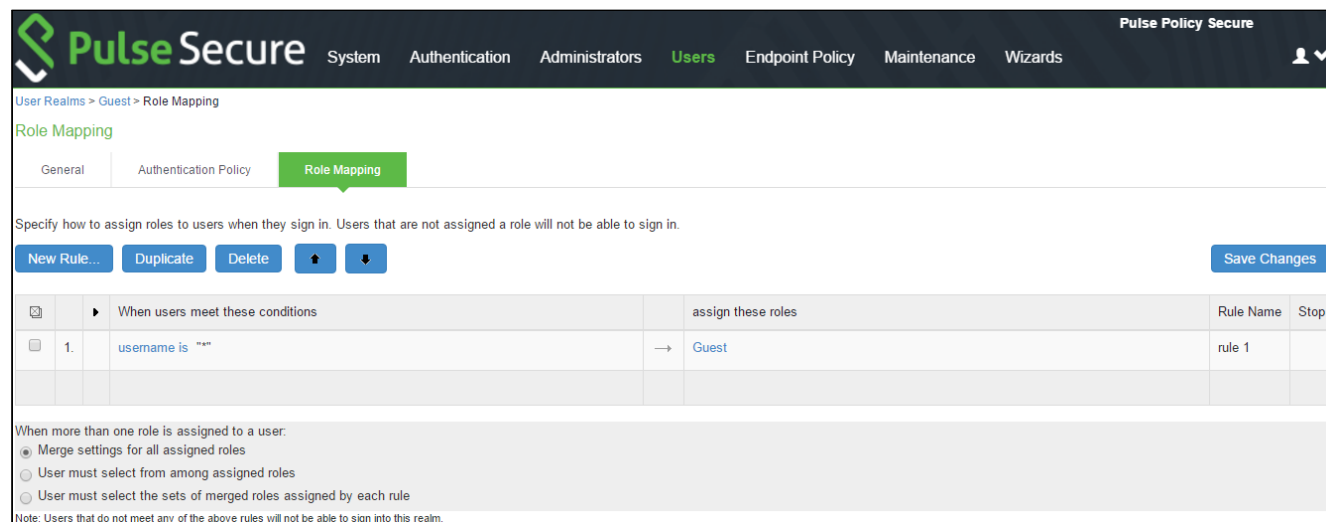 Pulse Policy Secure
Pulse Secure System Authentication Administrators Users Endpoint Policy Maintenance Wizards
User Realms > Guest > Role Mapping
Role Mapping
General Authentication Policy Role Mapping
Specify how to assign roles to users when they sign in. Users that are not assigned a role will not be able to sign in.
New Rule... Duplicate Delete Save Changes
When users meet these conditions assign these roles Rule Name Stop
1. username is "*" → Guest rule 1
When more than one role is assigned to a user:
Merge settings for all assigned roles
User must select from among assigned roles
User must select the sets of merged roles assigned by each rule
Note: Users that do not meet any of the above rules will not be able to sign into this realm.